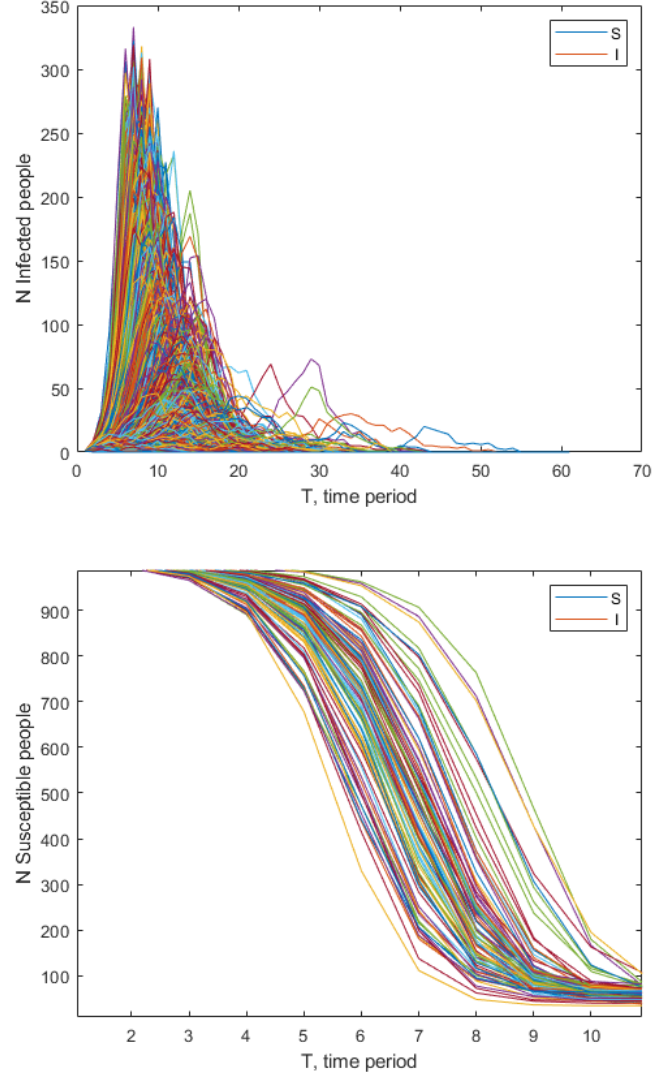 350
300
250
200
150
100
50
0
N Infected people
S
I
0 10 20 30 40 50 60 70
T, time period
900
800
700
600
500
400
300
200
100
N Susceptible people
S
I
2 3 4 5 6 7 8 9 10
T, time period